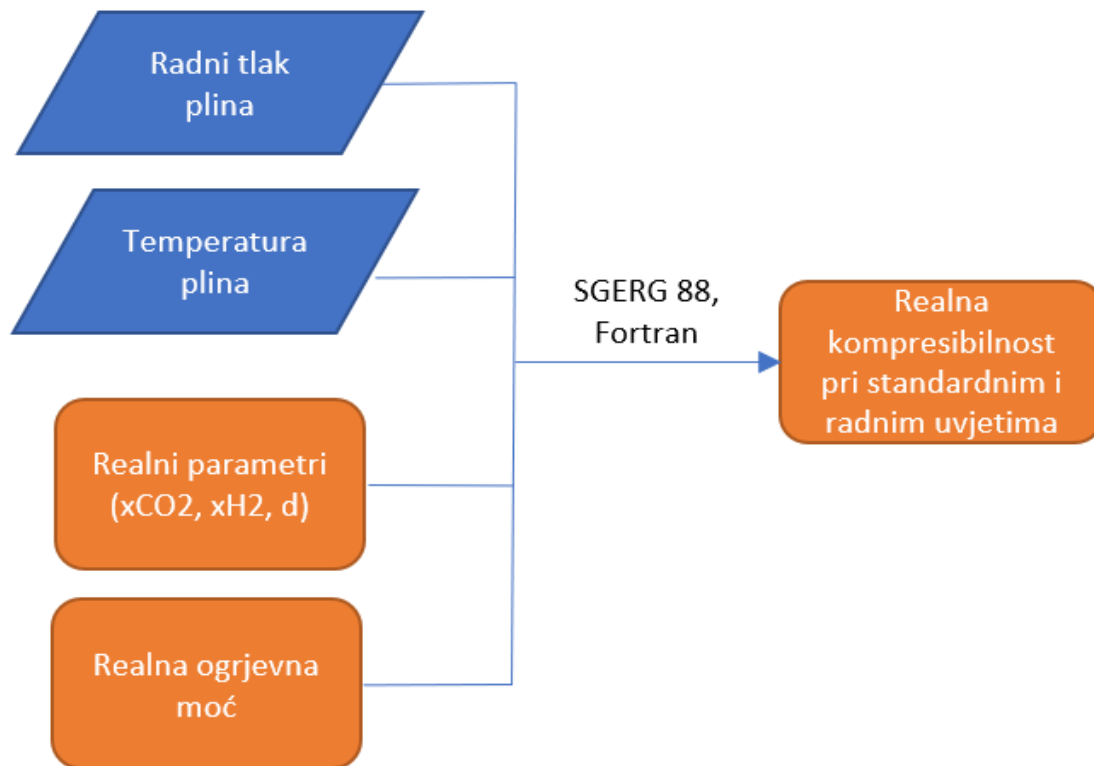 Radni tlak
plina
Temperatura
plina
SGERG 88,
Fortran
Realna
kompresibilnost
pri standardnim i
radnim uvjetima
Realni parametri
(xCO2, xH2, d)
Realna ogrjevna
moć